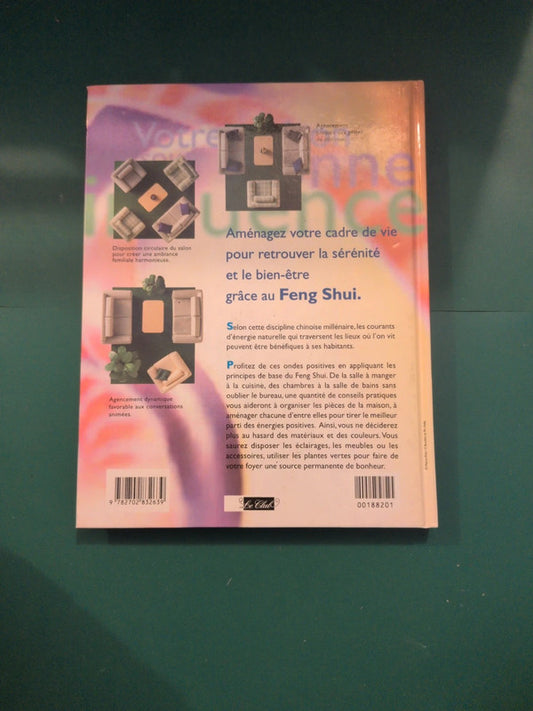 Votre
onne
influence
Disposition circulaire du salon
pour créer une ambiance
familiale harmonieuse.
Agencement dynamique
favorable aux conversations
animées.
Agencement
Aménagez votre cadre de vie
pour retrouver la sérénité
et le bien-être
grâce au Feng Shui.
Selon cette discipline chinoise millénaire, les courants
d'énergie naturelle qui traversent les lieux où l'on vit
peuvent être bénéfiques à ses habitants.
Profitez de ces ondes positives en appliquant les
principes de base du Feng Shui. De la salle à manger
à la cuisine, des chambres à la salle de bains sans
oublier le bureau, une quantité de conseils pratiques
vous aideront à organiser les pièces de la maison, à
aménager chacune d'entre elles pour tirer le meilleur
parti des énergies positives. Ainsi, vous ne déciderez
plus au hasard des matériaux et des couleurs. Vous
saurez disposer les éclairages, les meubles ou les
accessoires, utiliser les plantes vertes pour faire de
votre foyer une source permanente de bonheur.
9 782702 832639
Le Club
00188201